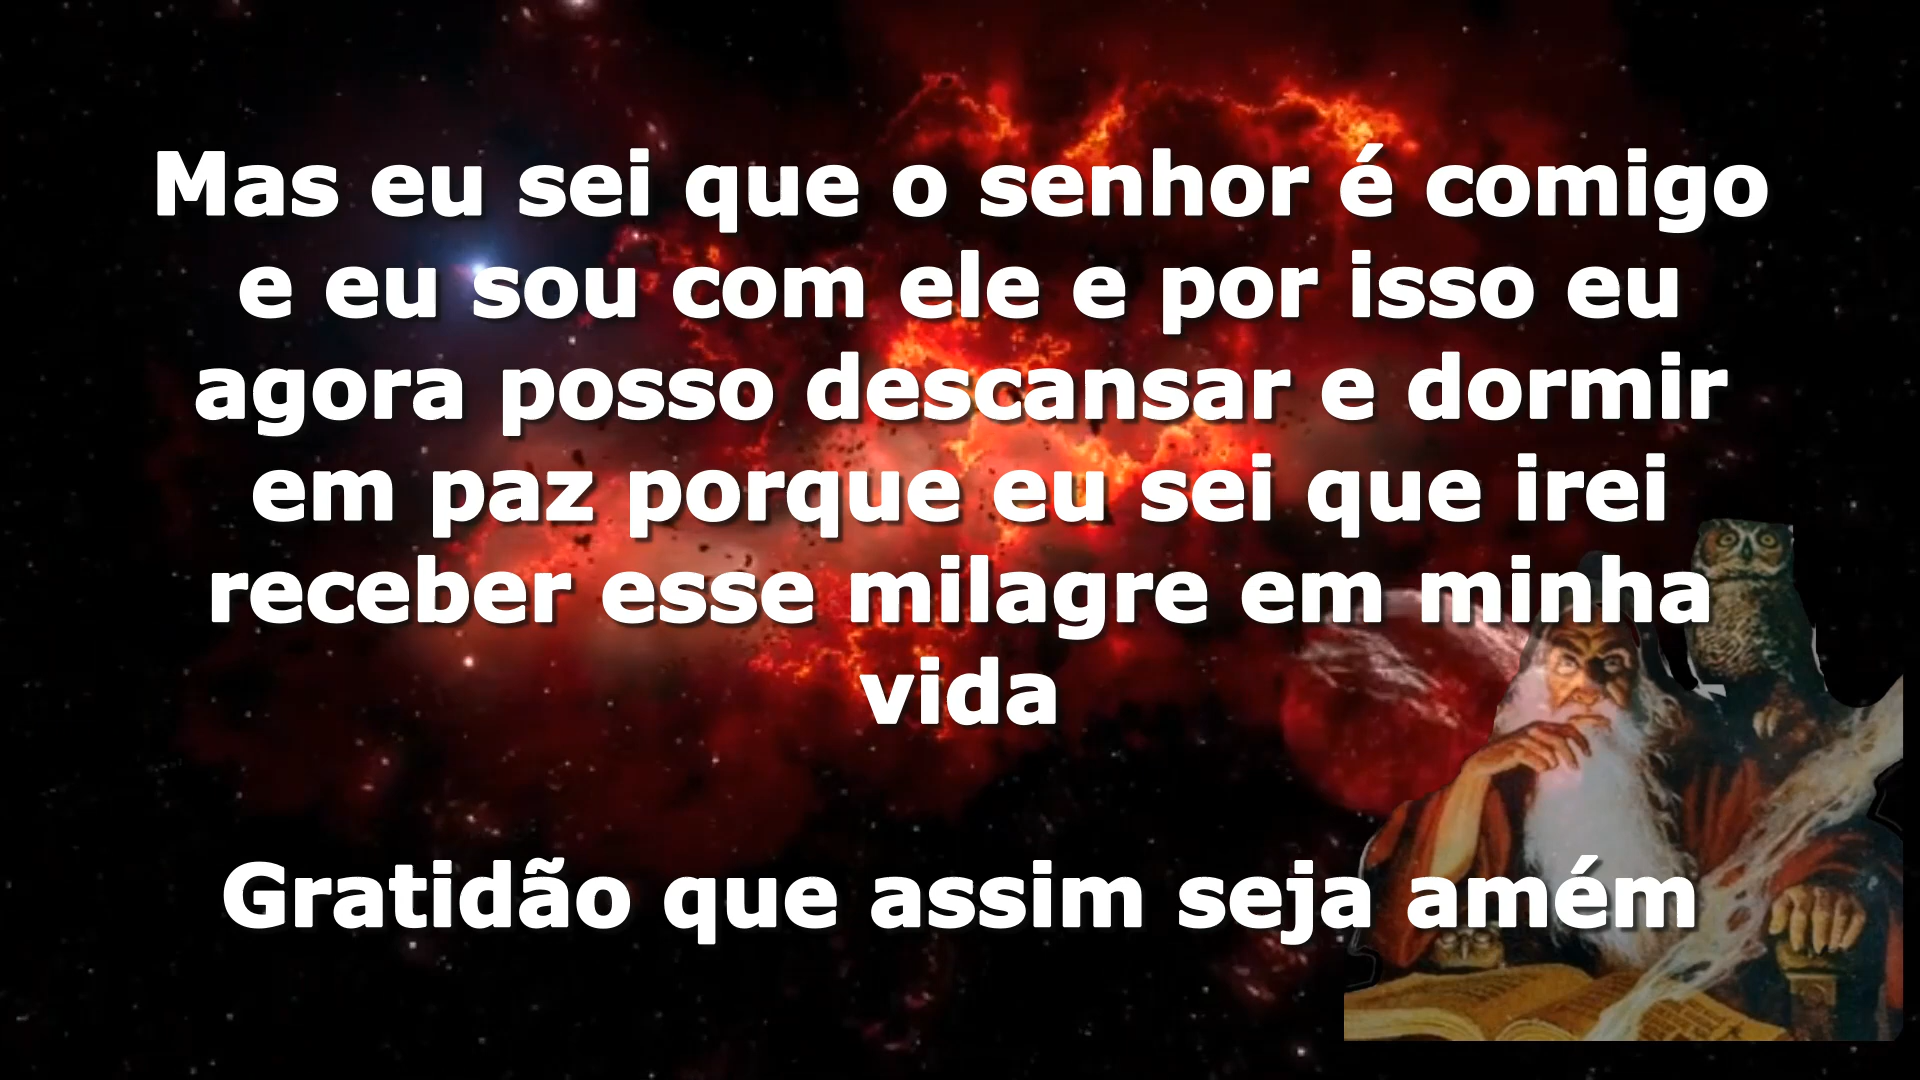 Mas eu sei que o senhor é comigo
e eu sou com ele e por isso eu
agora posso descansar e dormir
em paz porque eu sei que irei
receber esse milagre em minha
vida
Gratidão que assim seja amém